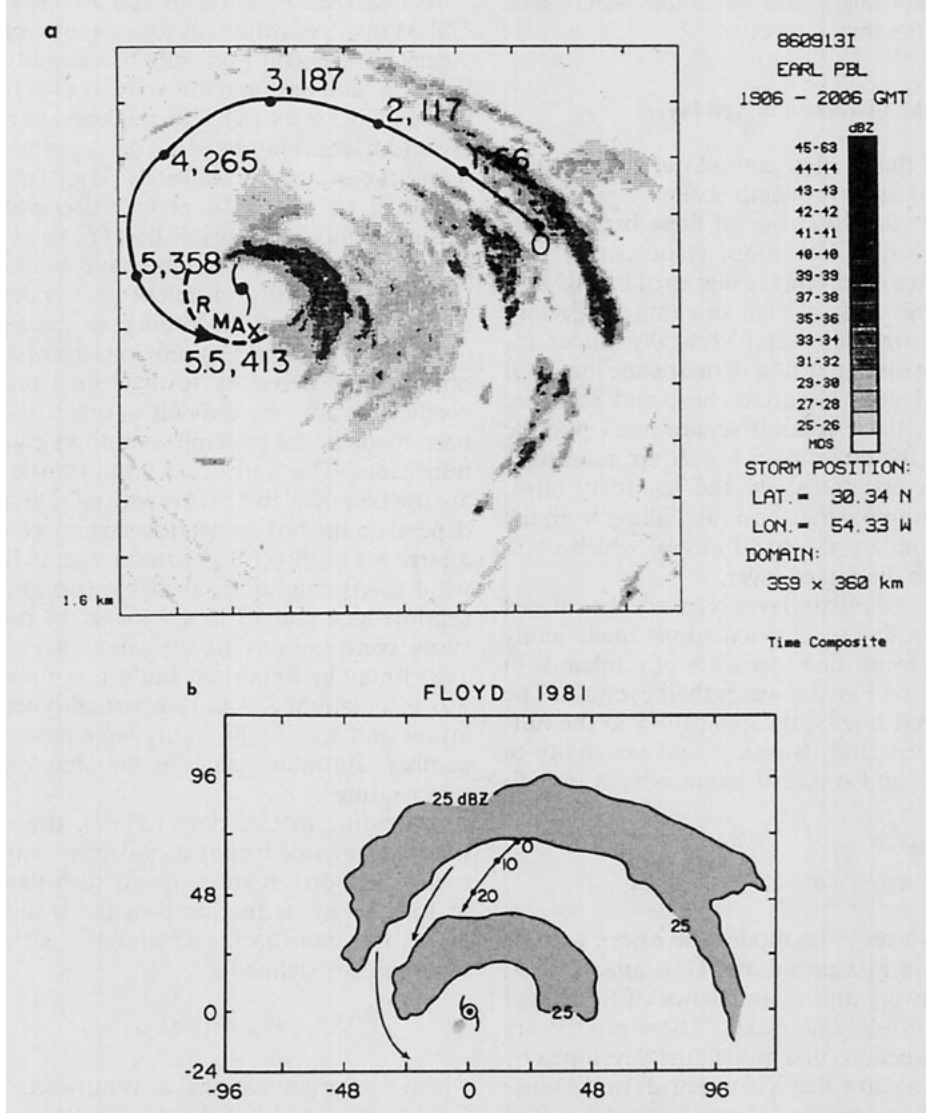 a
860913I
EARL PBL
1906 - 2006 GMT
dBZ
45-63
44-44
43-43
42-42
41-41
40-40
39-39
37-38
35-36
33-34
31-32
29-30
27-28
25-26
MDS
3, 187
2, 117
4, 265
1, 66
0
5, 358
R MAX
5.5, 413
1.6 km
STORM POSITION:
LAT. = 30.34 N
LON. = 54.33 W
DOMAIN:
359 x 360 km
Time Composite
b
FLOYD 1981
96
48
0
-24
25 dBZ
0
10
20
25
25
-96
-48
0
48
96